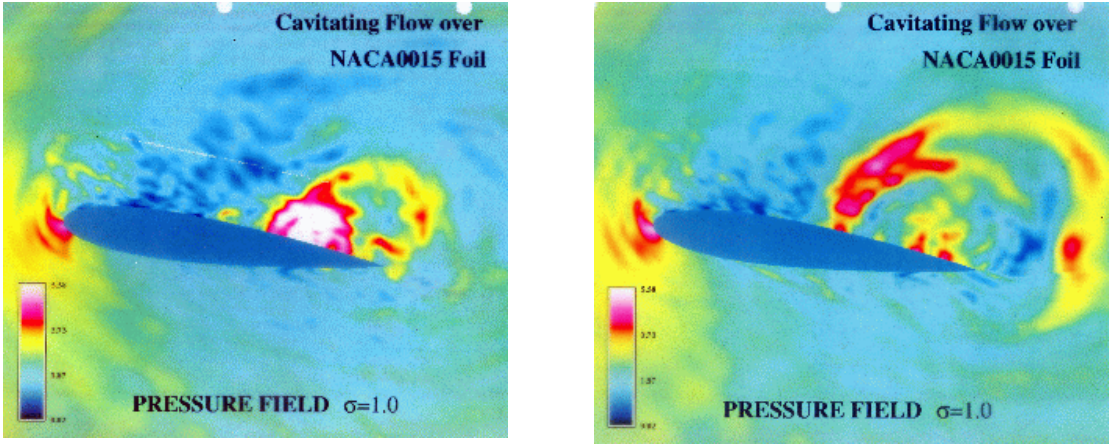 Cavitating Flow over
NACA0015 Foil
PRESSURE FIELD σ=1.0
Cavitating Flow over
NACA0015 Foil
PRESSURE FIELD σ=1.0